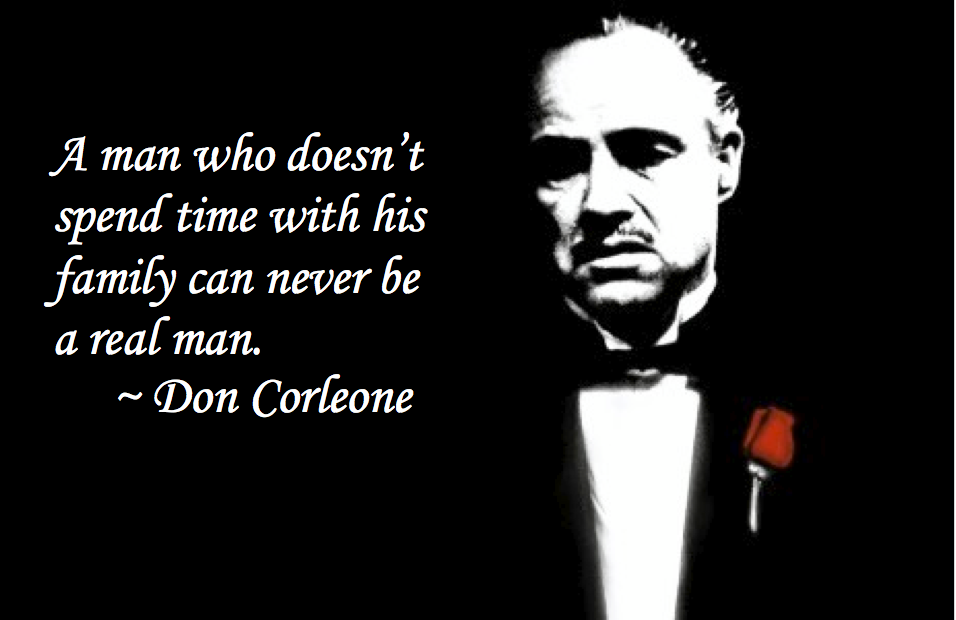 A man who doesn’t
spend time with his
family can never be
a real man.
~ Don Corleone